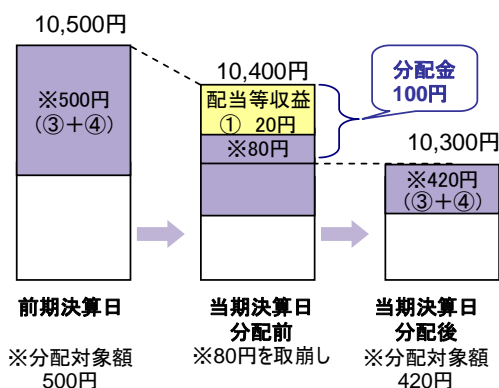 10,500円
※500円
（③＋④）
10,400円
配当等収益
① 20円
※80円
分配金
100円
10,300円
※420円
（③＋④）
前期決算日
※分配対象額
500円
当期決算日
分配前
※80円を取崩し
当期決算日
分配後
※分配対象額
420円